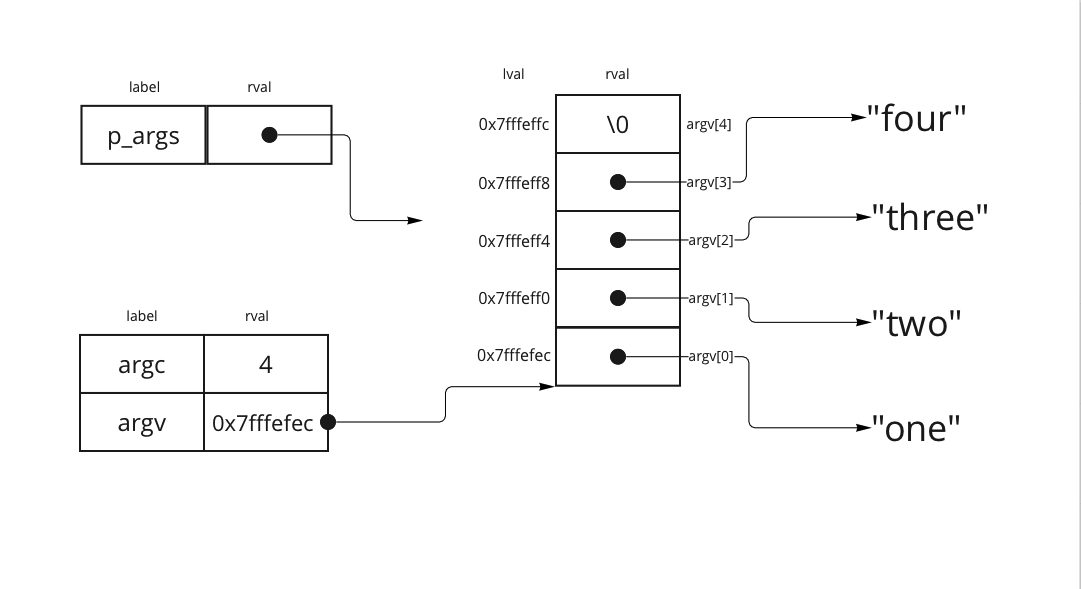 label rval
p_args
label rval
argc 4
argv 0x7fffefec
lval rval
0x7fffeffc \0 argv[4]
0x7fffeff8 argv[3] "four"
0x7fffeff4 argv[2] "three"
0x7fffeff0 argv[1] "two"
0x7fffefec argv[0] "one"